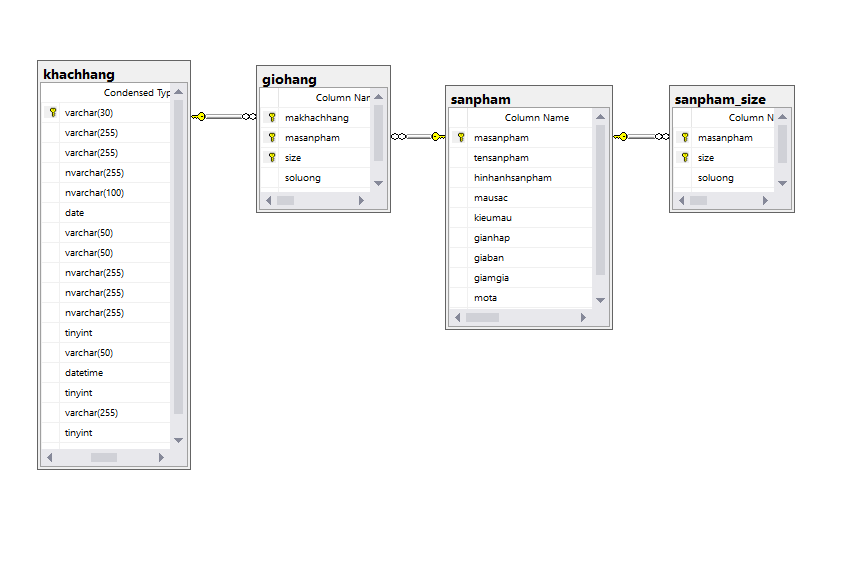 khachhang
Condensed Typ
varchar(30)
varchar(255)
varchar(255)
nvarchar(255)
nvarchar(100)
date
varchar(50)
varchar(50)
nvarchar(255)
nvarchar(255)
nvarchar(255)
tinyint
varchar(50)
datetime
tinyint
varchar(255)
tinyint
giohang
Column Nar
makhachhang
masanpham
size
soluong
sanpham
Column Name
masanpham
tensanpham
hinhanhsanpham
mausac
kieumau
gianhap
giaban
giamgia
mota
sanpham_size
Column N
masanpham
size
soluong